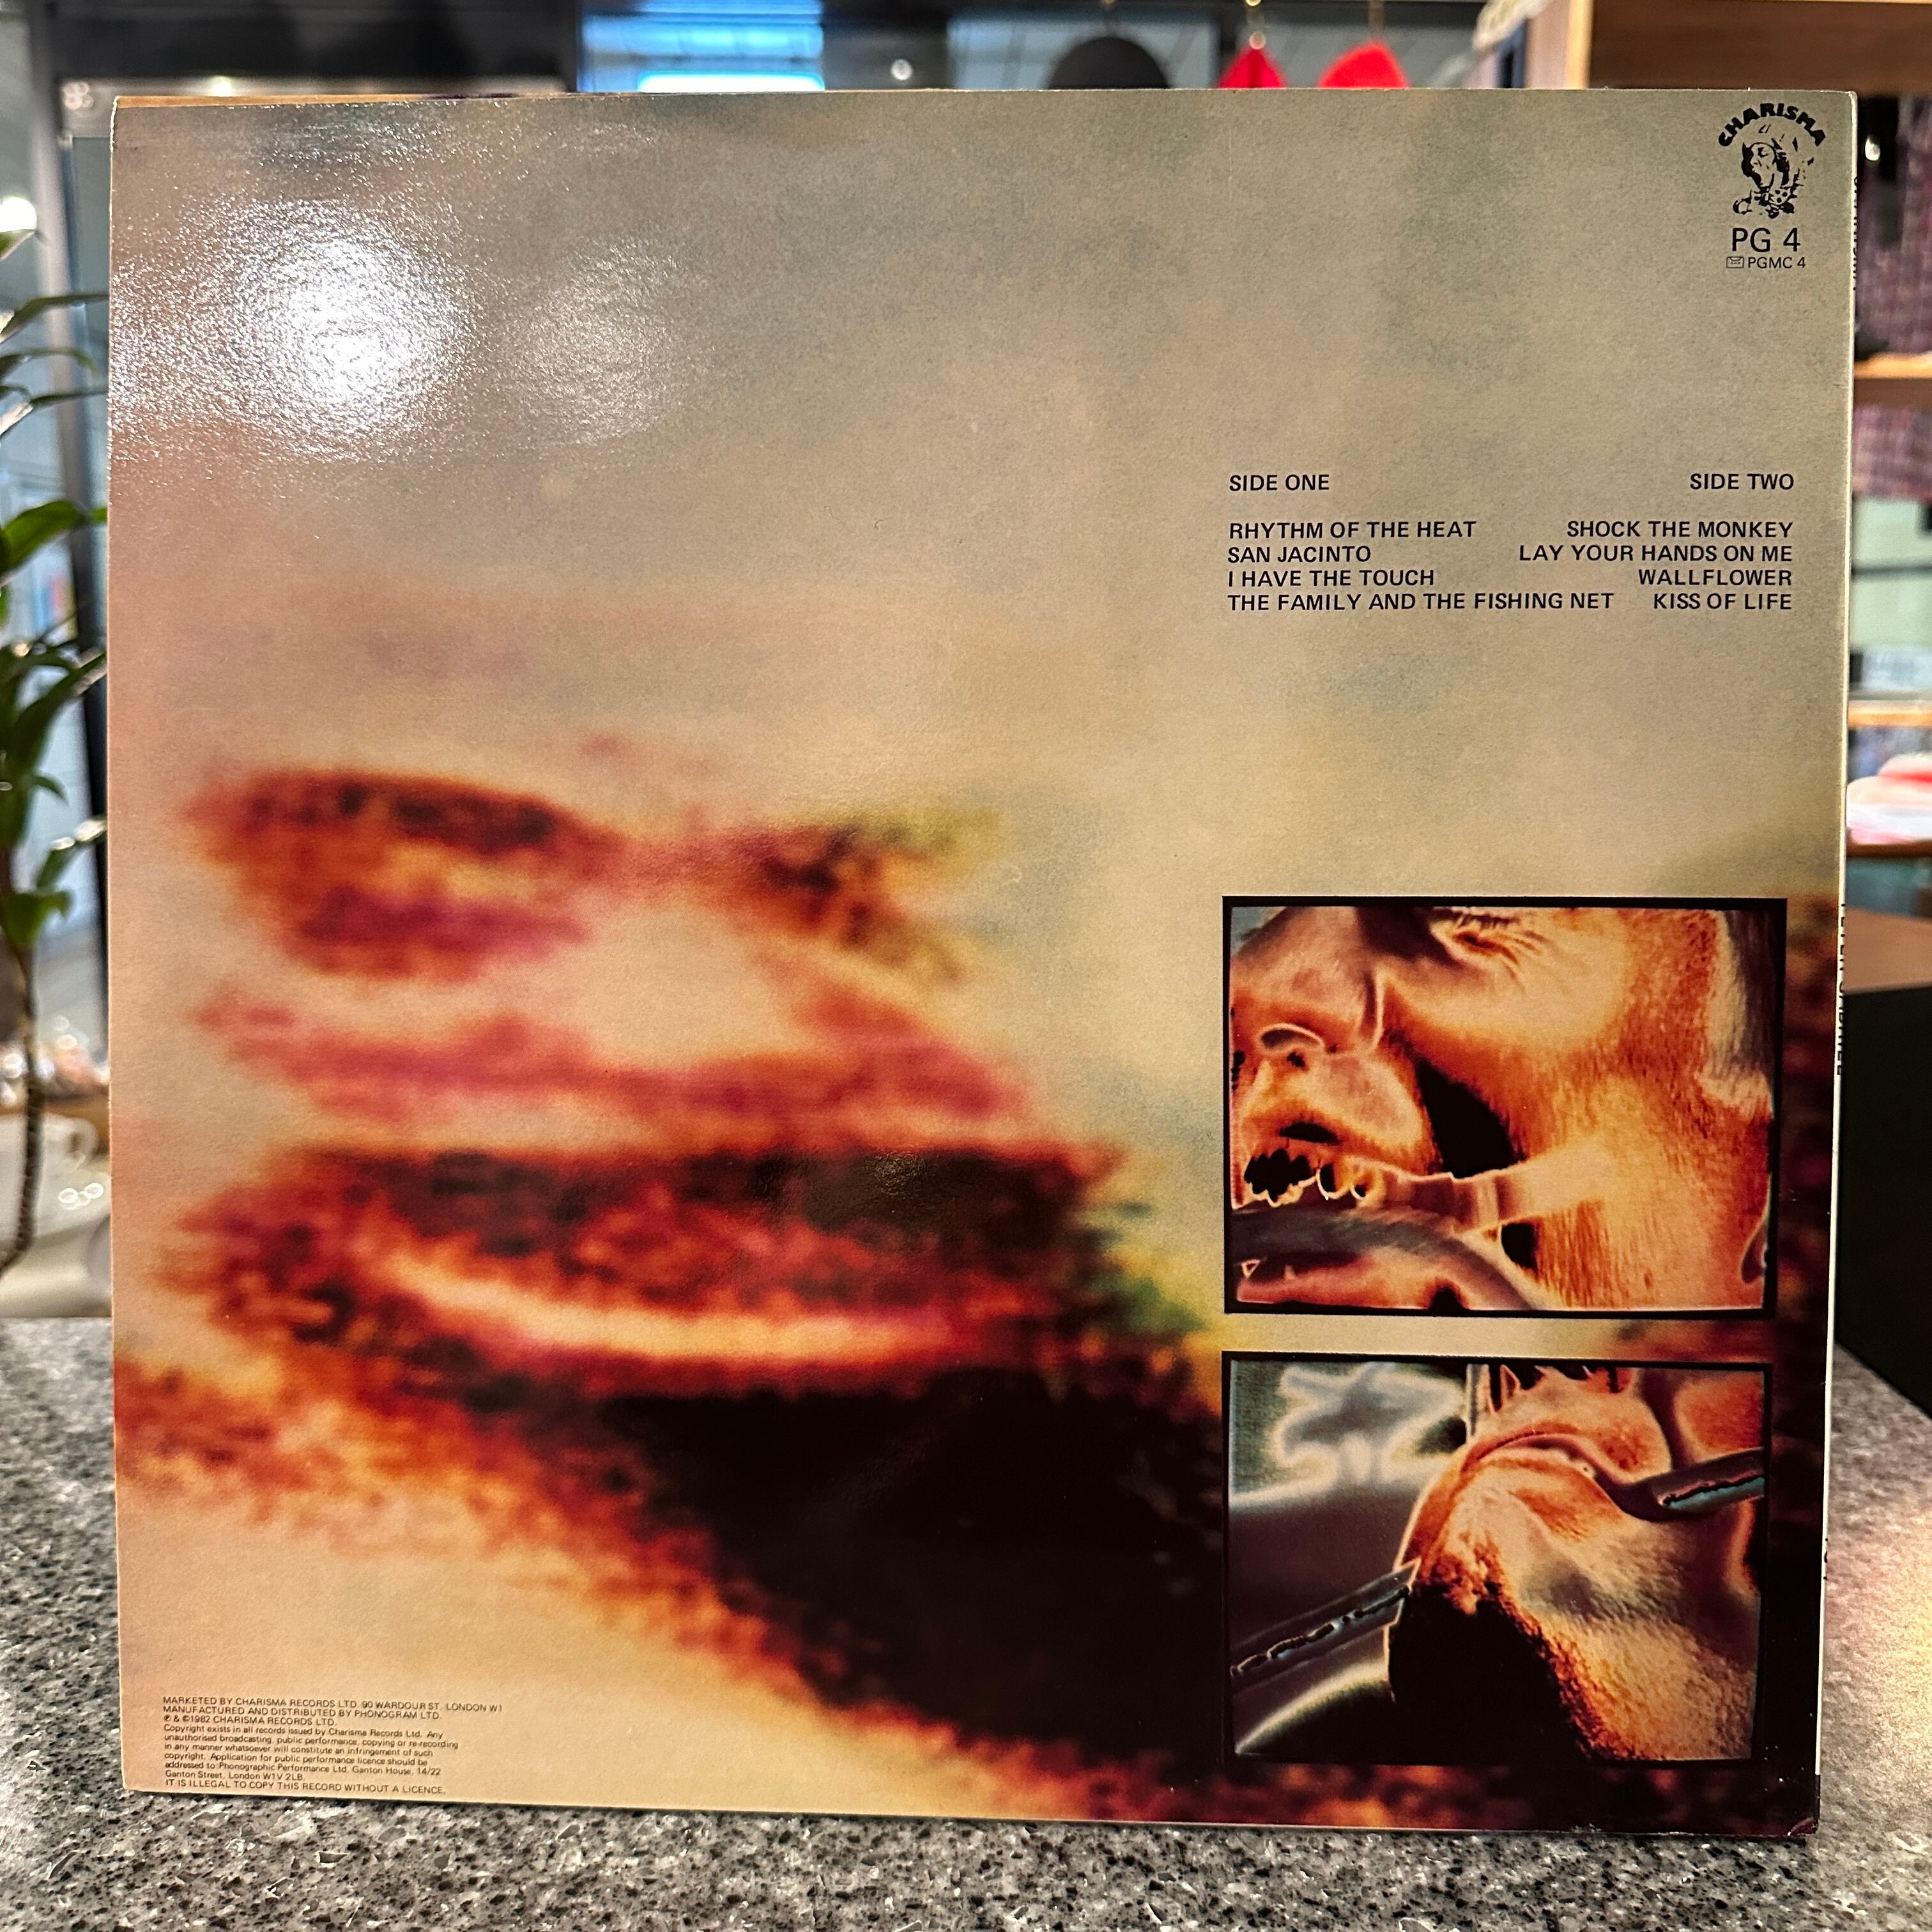 CHARISMA
PG 4
PGMC 4
SIDE ONE
RHYTHM OF THE HEAT
SAN JACINTO
I HAVE THE TOUCH
THE FAMILY AND THE FISHING NET
SIDE TWO
SHOCK THE MONKEY
LAY YOUR HANDS ON ME
WALLFLOWER
KISS OF LIFE
MARKETED BY CHARISMA RECORDS LTD. 90 WARDOUR ST. LONDON W1
MANUFACTURED AND DISTRIBUTED BY PHONOGRAM LTD.
℗ & © 1982 CHARISMA RECORDS LTD.
Copyright exists in all records issued by Charisma Records Ltd. Any
unauthorised broadcasting, public performance, copying or re-recording
in any manner whatsoever will constitute an infringement of such
copyright. Application for public performance licence should be
addressed to Phonographic Performance Ltd. Ganton House, 14/22
Ganton Street, London W1V 2LB.
IT IS ILLEGAL TO COPY THIS RECORD WITHOUT A LICENCE.